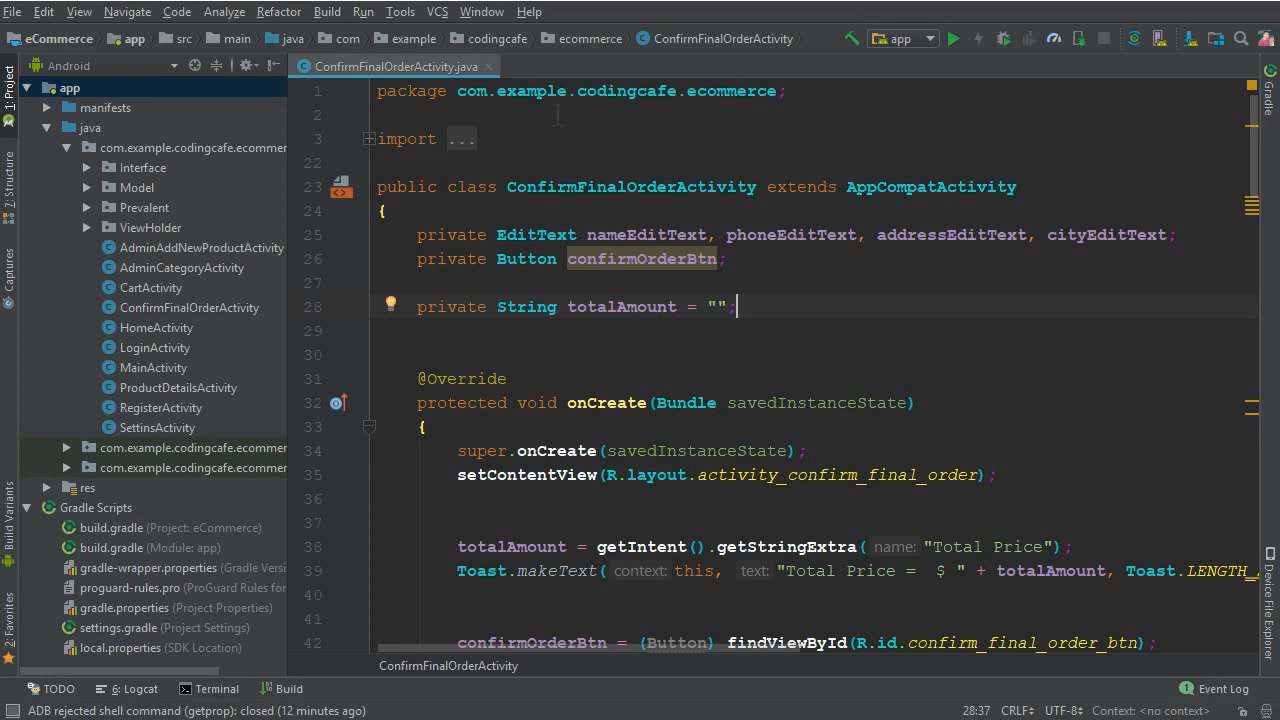 File Edit View Navigate Code Analyze Refactor Build Run Tools VCS Window Help
eCommerce app src main java com example codingcafe ecommerce ConfirmFinalOrderActivity app
1: Project
7: Structure
Captures
Build Variants
2: Favorites
Android
app
manifests
java
com.example.codingcafe.ecommer
Interface
Model
Prevalent
ViewHolder
AdminAddNewProductActivity
AdminCategoryActivity
CartActivity
ConfirmFinalOrderActivity
HomeActivity
LoginActivity
MainActivity
ProductDetailsActivity
RegisterActivity
SettinsActivity
com.example.codingcafe.ecommer
com.example.codingcafe.ecommer
res
Gradle Scripts
build.gradle (Project: eCommerce)
build.gradle (Module: app)
gradle-wrapper.properties (Gradle Versi
proguard-rules.pro (ProGuard Rules for
gradle.properties (Project Properties)
settings.gradle (Project Settings)
local.properties (SDK Location)
ConfirmFinalOrderActivity.java
1 package com.example.codingcafe.ecommerce;
2
3 import ...
22
23 public class ConfirmFinalOrderActivity extends AppCompatActivity
24 {
25 private EditText nameEditText, phoneEditText, addressEditText, cityEditText;
26 private Button confirmOrderBtn;
27
28 private String totalAmount = "";
29
30
31 @Override
32 protected void onCreate(Bundle savedInstanceState)
33 {
34 super.onCreate(savedInstanceState);
35 setContentView(R.layout.activity_confirm_final_order);
36
37
38 totalAmount = getIntent().getStringExtra( name: "Total Price");
39 Toast.makeText( context: this, text: "Total Price =  $ " + totalAmount, Toast.LENGTH_
40
41
42 confirmOrderBtn = (Button) findViewById(R.id.confirm_final_order_btn);
ConfirmFinalOrderActivity
Gradle
Device File Explorer
TODO 6: Logcat Terminal Build 1 Event Log
ADB rejected shell command (getprop): closed (12 minutes ago) 28:37 CRLF UTF-8 Context: <no context>